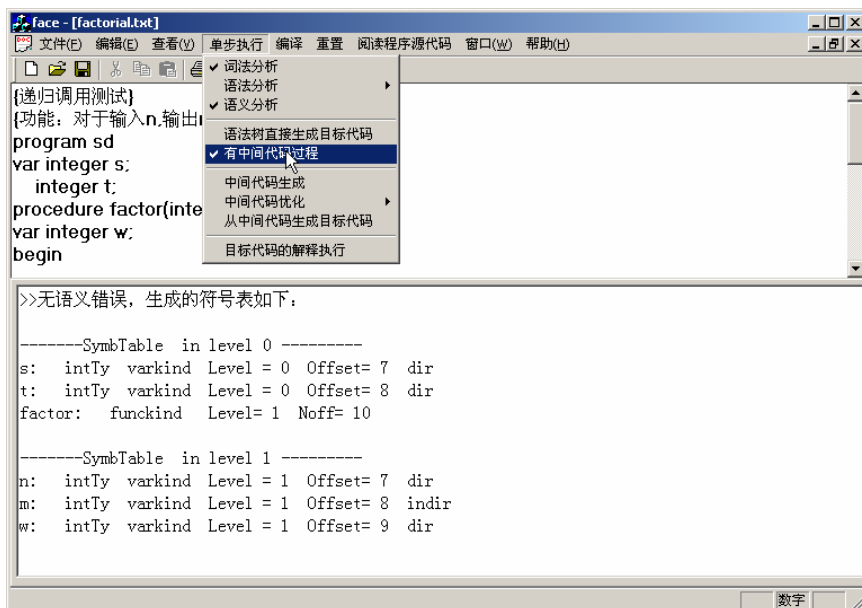 face - [factorial.txt]
文件(F) 编辑(E) 查看(V) 单步执行 编译 重置 阅读程序源代码 窗口(W) 帮助(H)
词法分析
语法分析
语义分析
语法树直接生成目标代码
有中间代码过程
中间代码生成
中间代码优化
从中间代码生成目标代码
目标代码的解释执行
{递归调用测试}
{功能：对于输入n,输出
program sd
var integer s;
integer t;
procedure factor(inte
var integer w;
begin
>>无语义错误，生成的符号表如下：
-------SymbTable in level 0 ---------
s: intTy varkind Level = 0 Offset= 7 dir
t: intTy varkind Level = 0 Offset= 8 dir
factor: funckind Level= 1 Noff= 10
-------SymbTable in level 1 ---------
n: intTy varkind Level = 1 Offset= 7 dir
m: intTy varkind Level = 1 Offset= 8 indir
w: intTy varkind Level = 1 Offset= 9 dir
数字